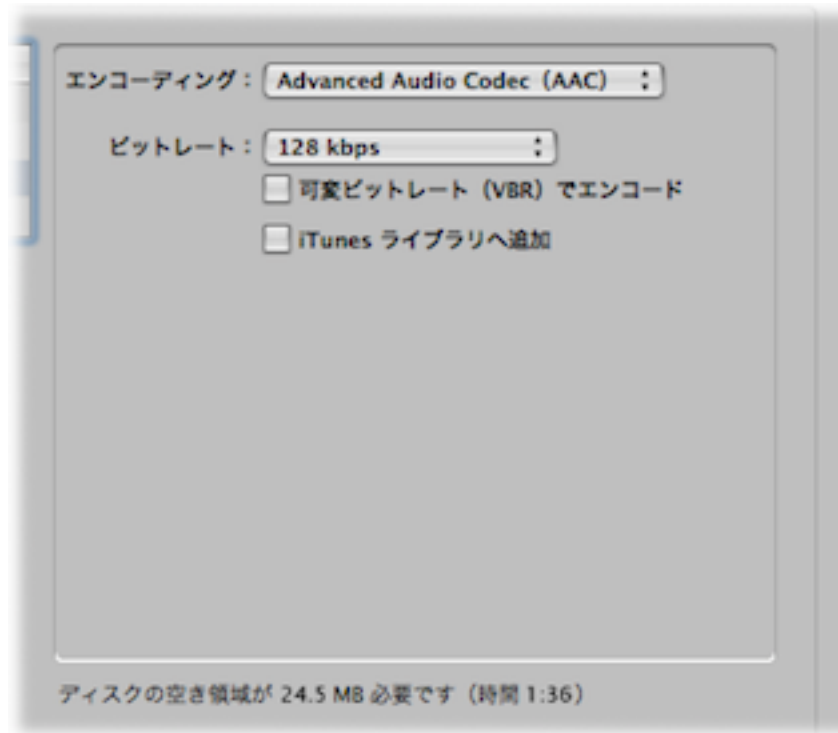 エンコーディング： Advanced Audio Codec (AAC)
ビットレート： 128 kbps
可変ビットレート（VBR）でエンコード
iTunes ライブラリへ追加
ディスクの空き領域が 24.5 MB 必要です（時間 1:36）